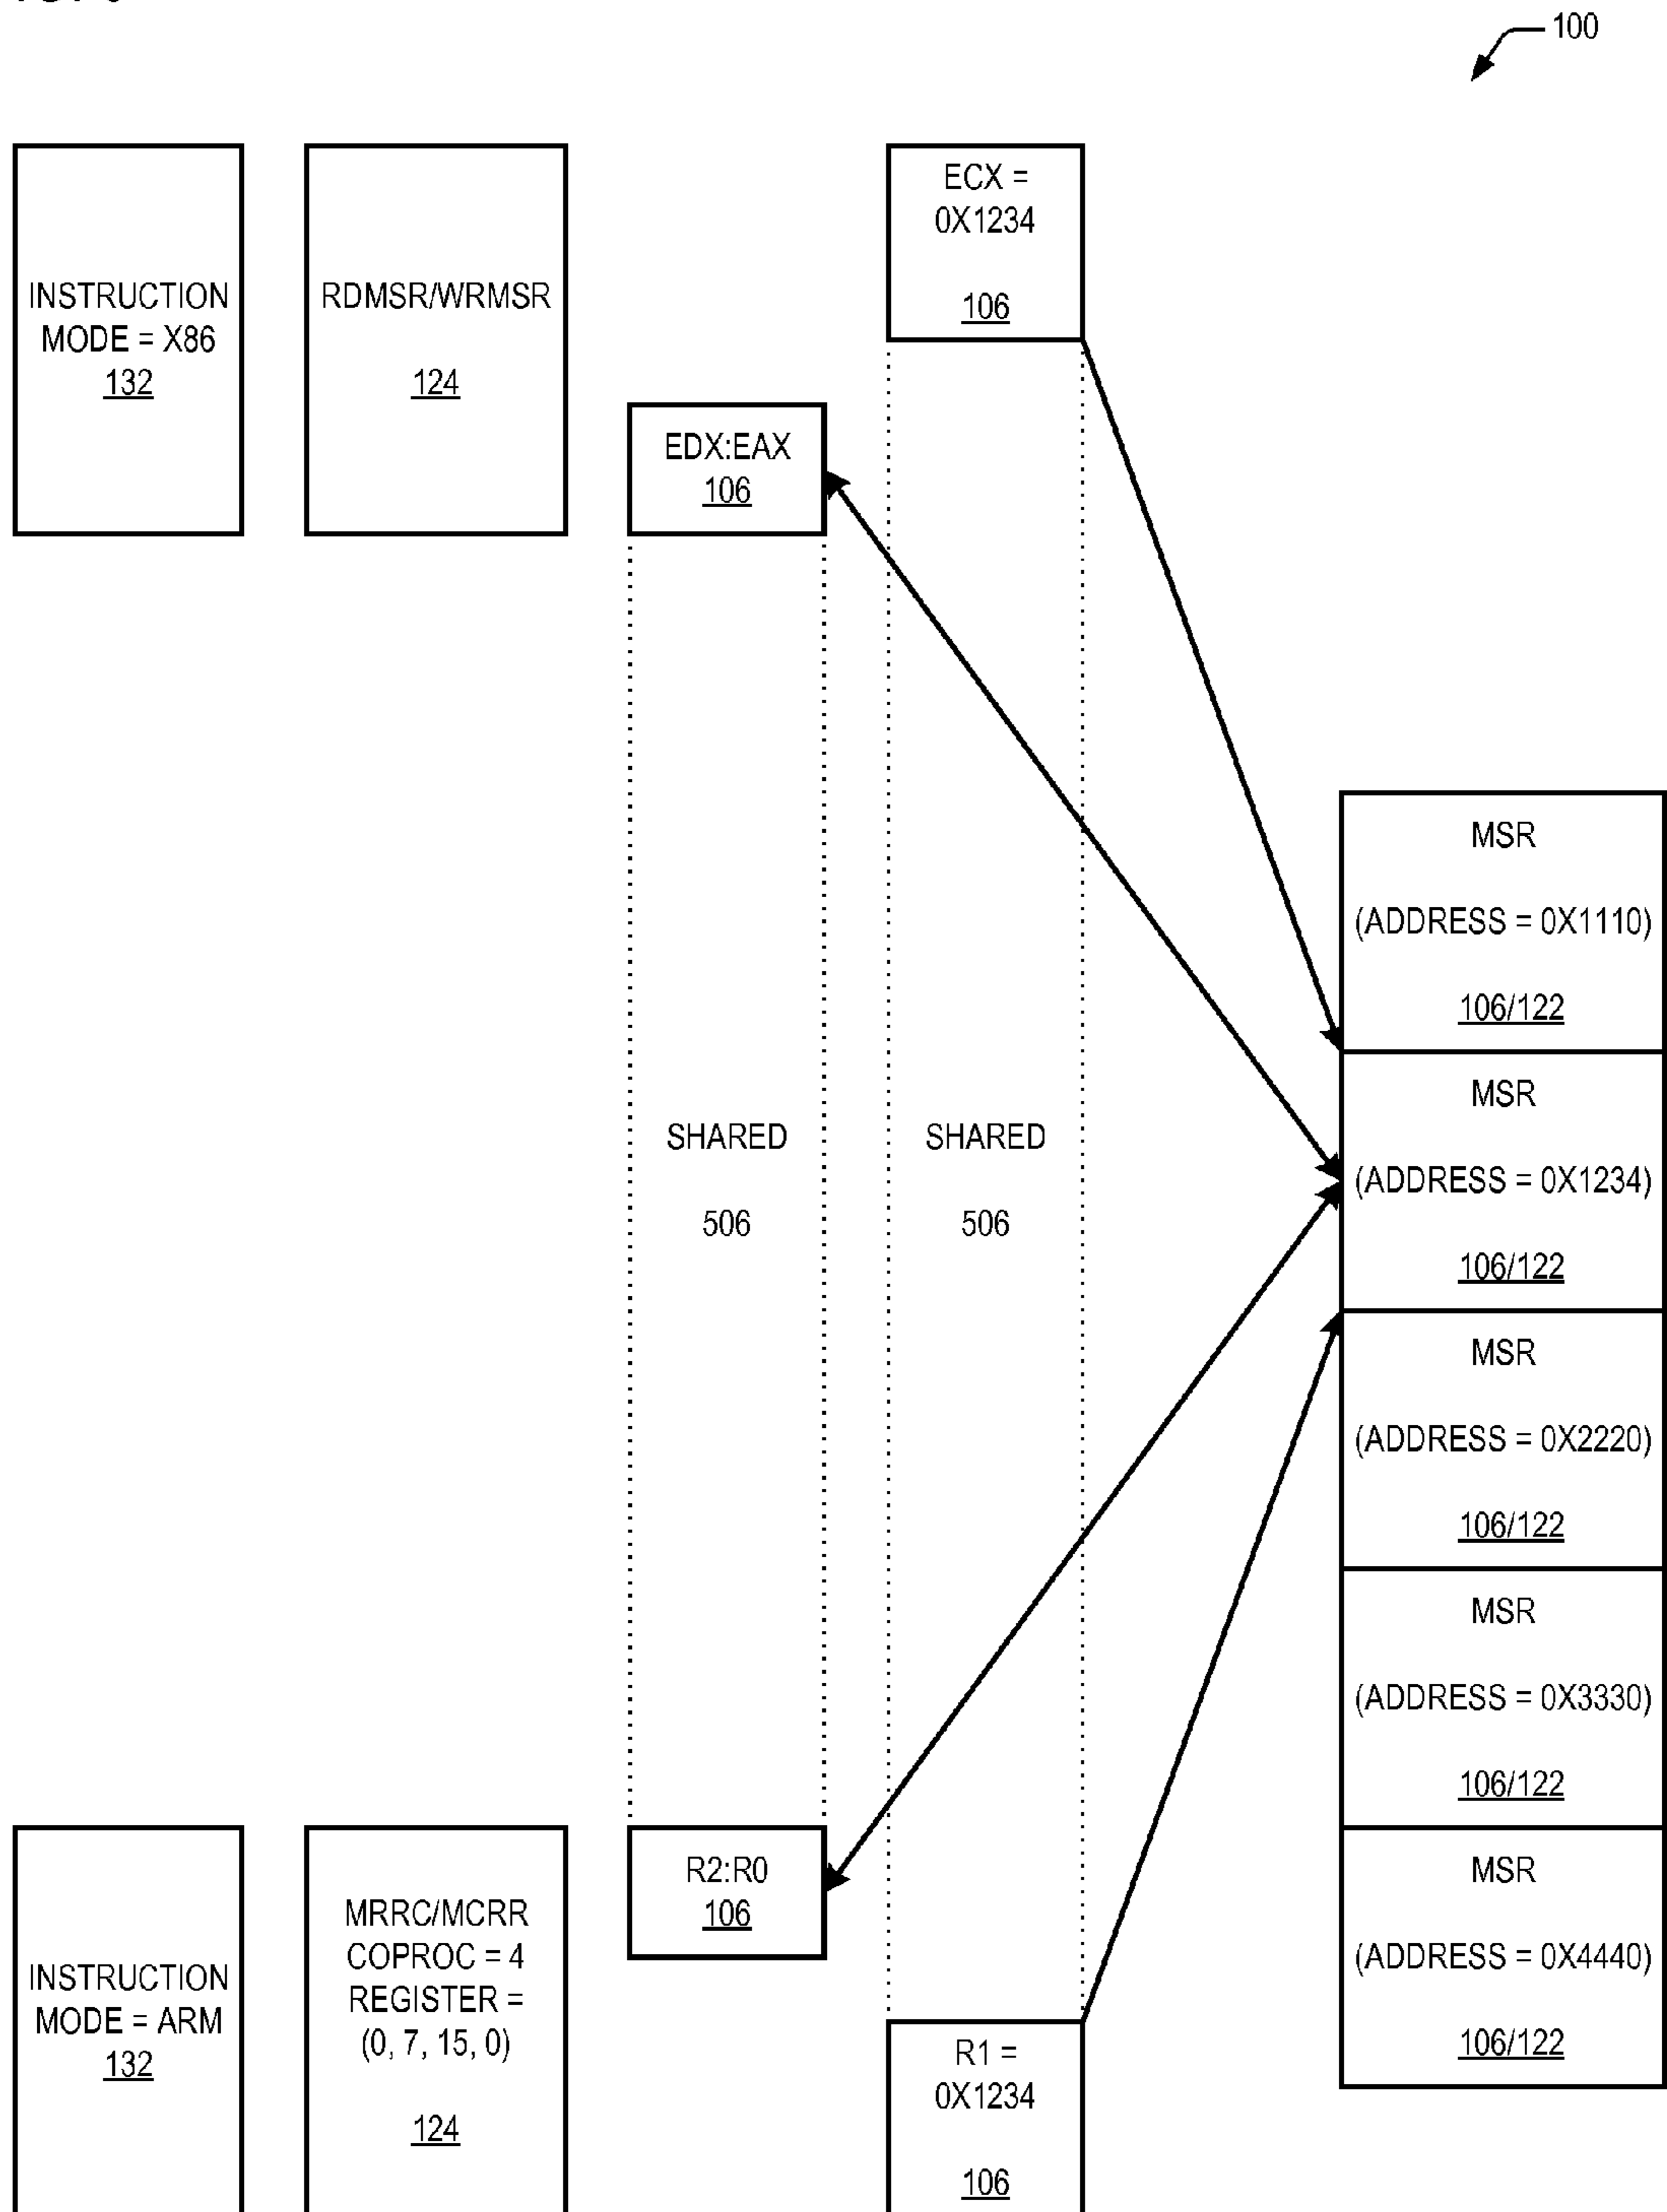 100
INSTRUCTION
MODE = X86
132
RDMSR/WRMSR
124
EDX:EAX
106
ECX =
0X1234
106
SHARED
506
SHARED
506
MSR
(ADDRESS = 0X1110)
106/122
MSR
(ADDRESS = 0X1234)
106/122
MSR
(ADDRESS = 0X2220)
106/122
MSR
(ADDRESS = 0X3330)
106/122
MSR
(ADDRESS = 0X4440)
106/122
INSTRUCTION
MODE = ARM
132
MRRC/MCRR
COPROC = 4
REGISTER =
(0, 7, 15, 0)
124
R2:R0
106
R1 =
0X1234
106